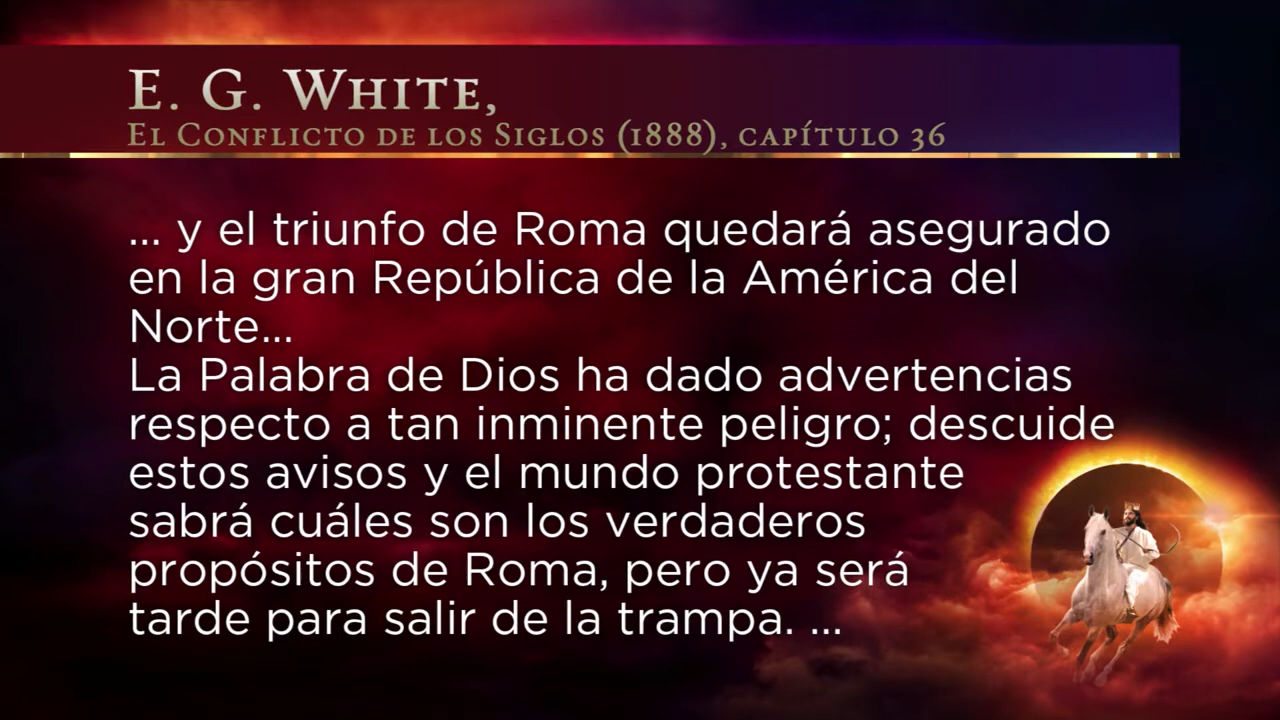 E. G. White,
El Conflicto de los Siglos (1888), capítulo 36
... y el triunfo de Roma quedará asegurado
en la gran República de la América del
Norte...
La Palabra de Dios ha dado advertencias
respecto a tan inminente peligro; descuide
estos avisos y el mundo protestante
sabrá cuáles son los verdaderos
propósitos de Roma, pero ya será
tarde para salir de la trampa. ...